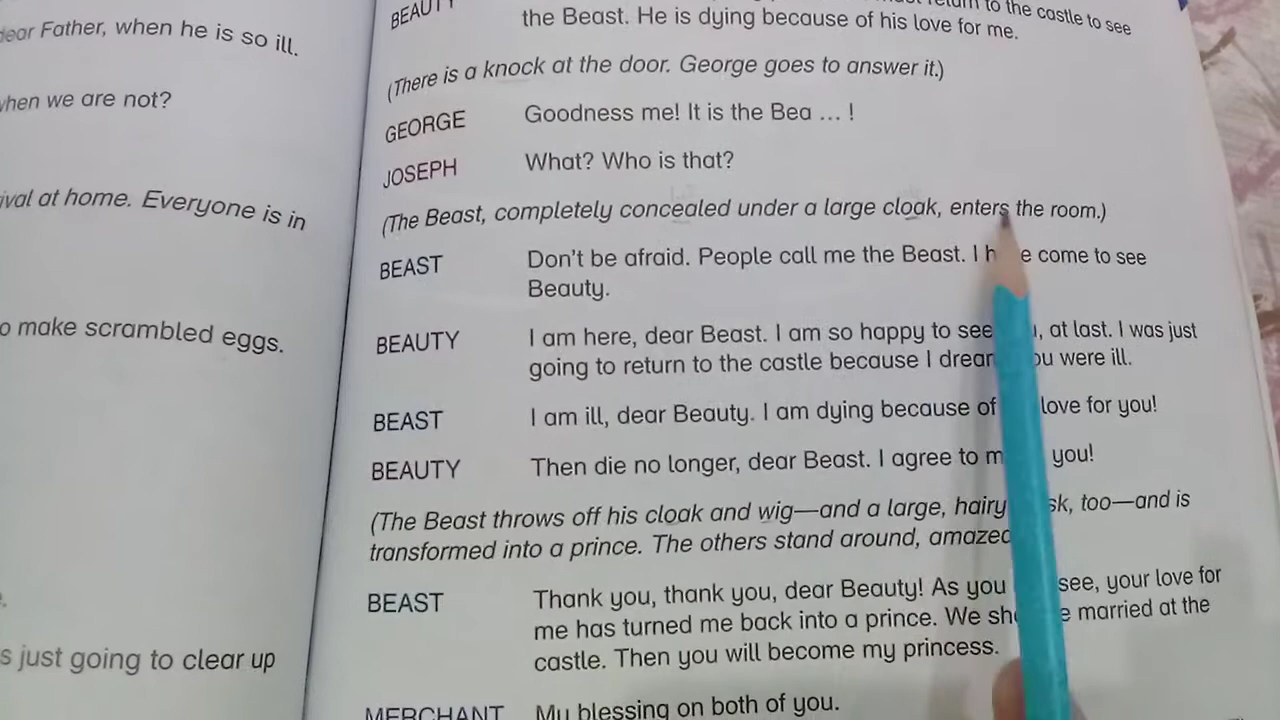 dear Father, when he is so ill.
when we are not?
ival at home. Everyone is in
o make scrambled eggs.
s just going to clear up
BEAUTY return to the castle to see
the Beast. He is dying because of his love for me.
(There is a knock at the door. George goes to answer it.)
GEORGE Goodness me! It is the Bea ... !
JOSEPH What? Who is that?
(The Beast, completely concealed under a large cloak, enters the room.)
BEAST Don't be afraid. People call me the Beast. I h e come to see
Beauty.
BEAUTY I am here, dear Beast. I am so happy to see , at last. I was just
going to return to the castle because I drea ou were ill.
BEAST I am ill, dear Beauty. I am dying because of love for you!
BEAUTY Then die no longer, dear Beast. I agree to m you!
(The Beast throws off his cloak and wig—and a large, hairy sk, too—and is
transformed into a prince. The others stand around, amazed
BEAST Thank you, thank you, dear Beauty! As you see, your love for
me has turned me back into a prince. We sh e married at the
castle. Then you will become my princess.
MERCHANT My blessing on both of you.